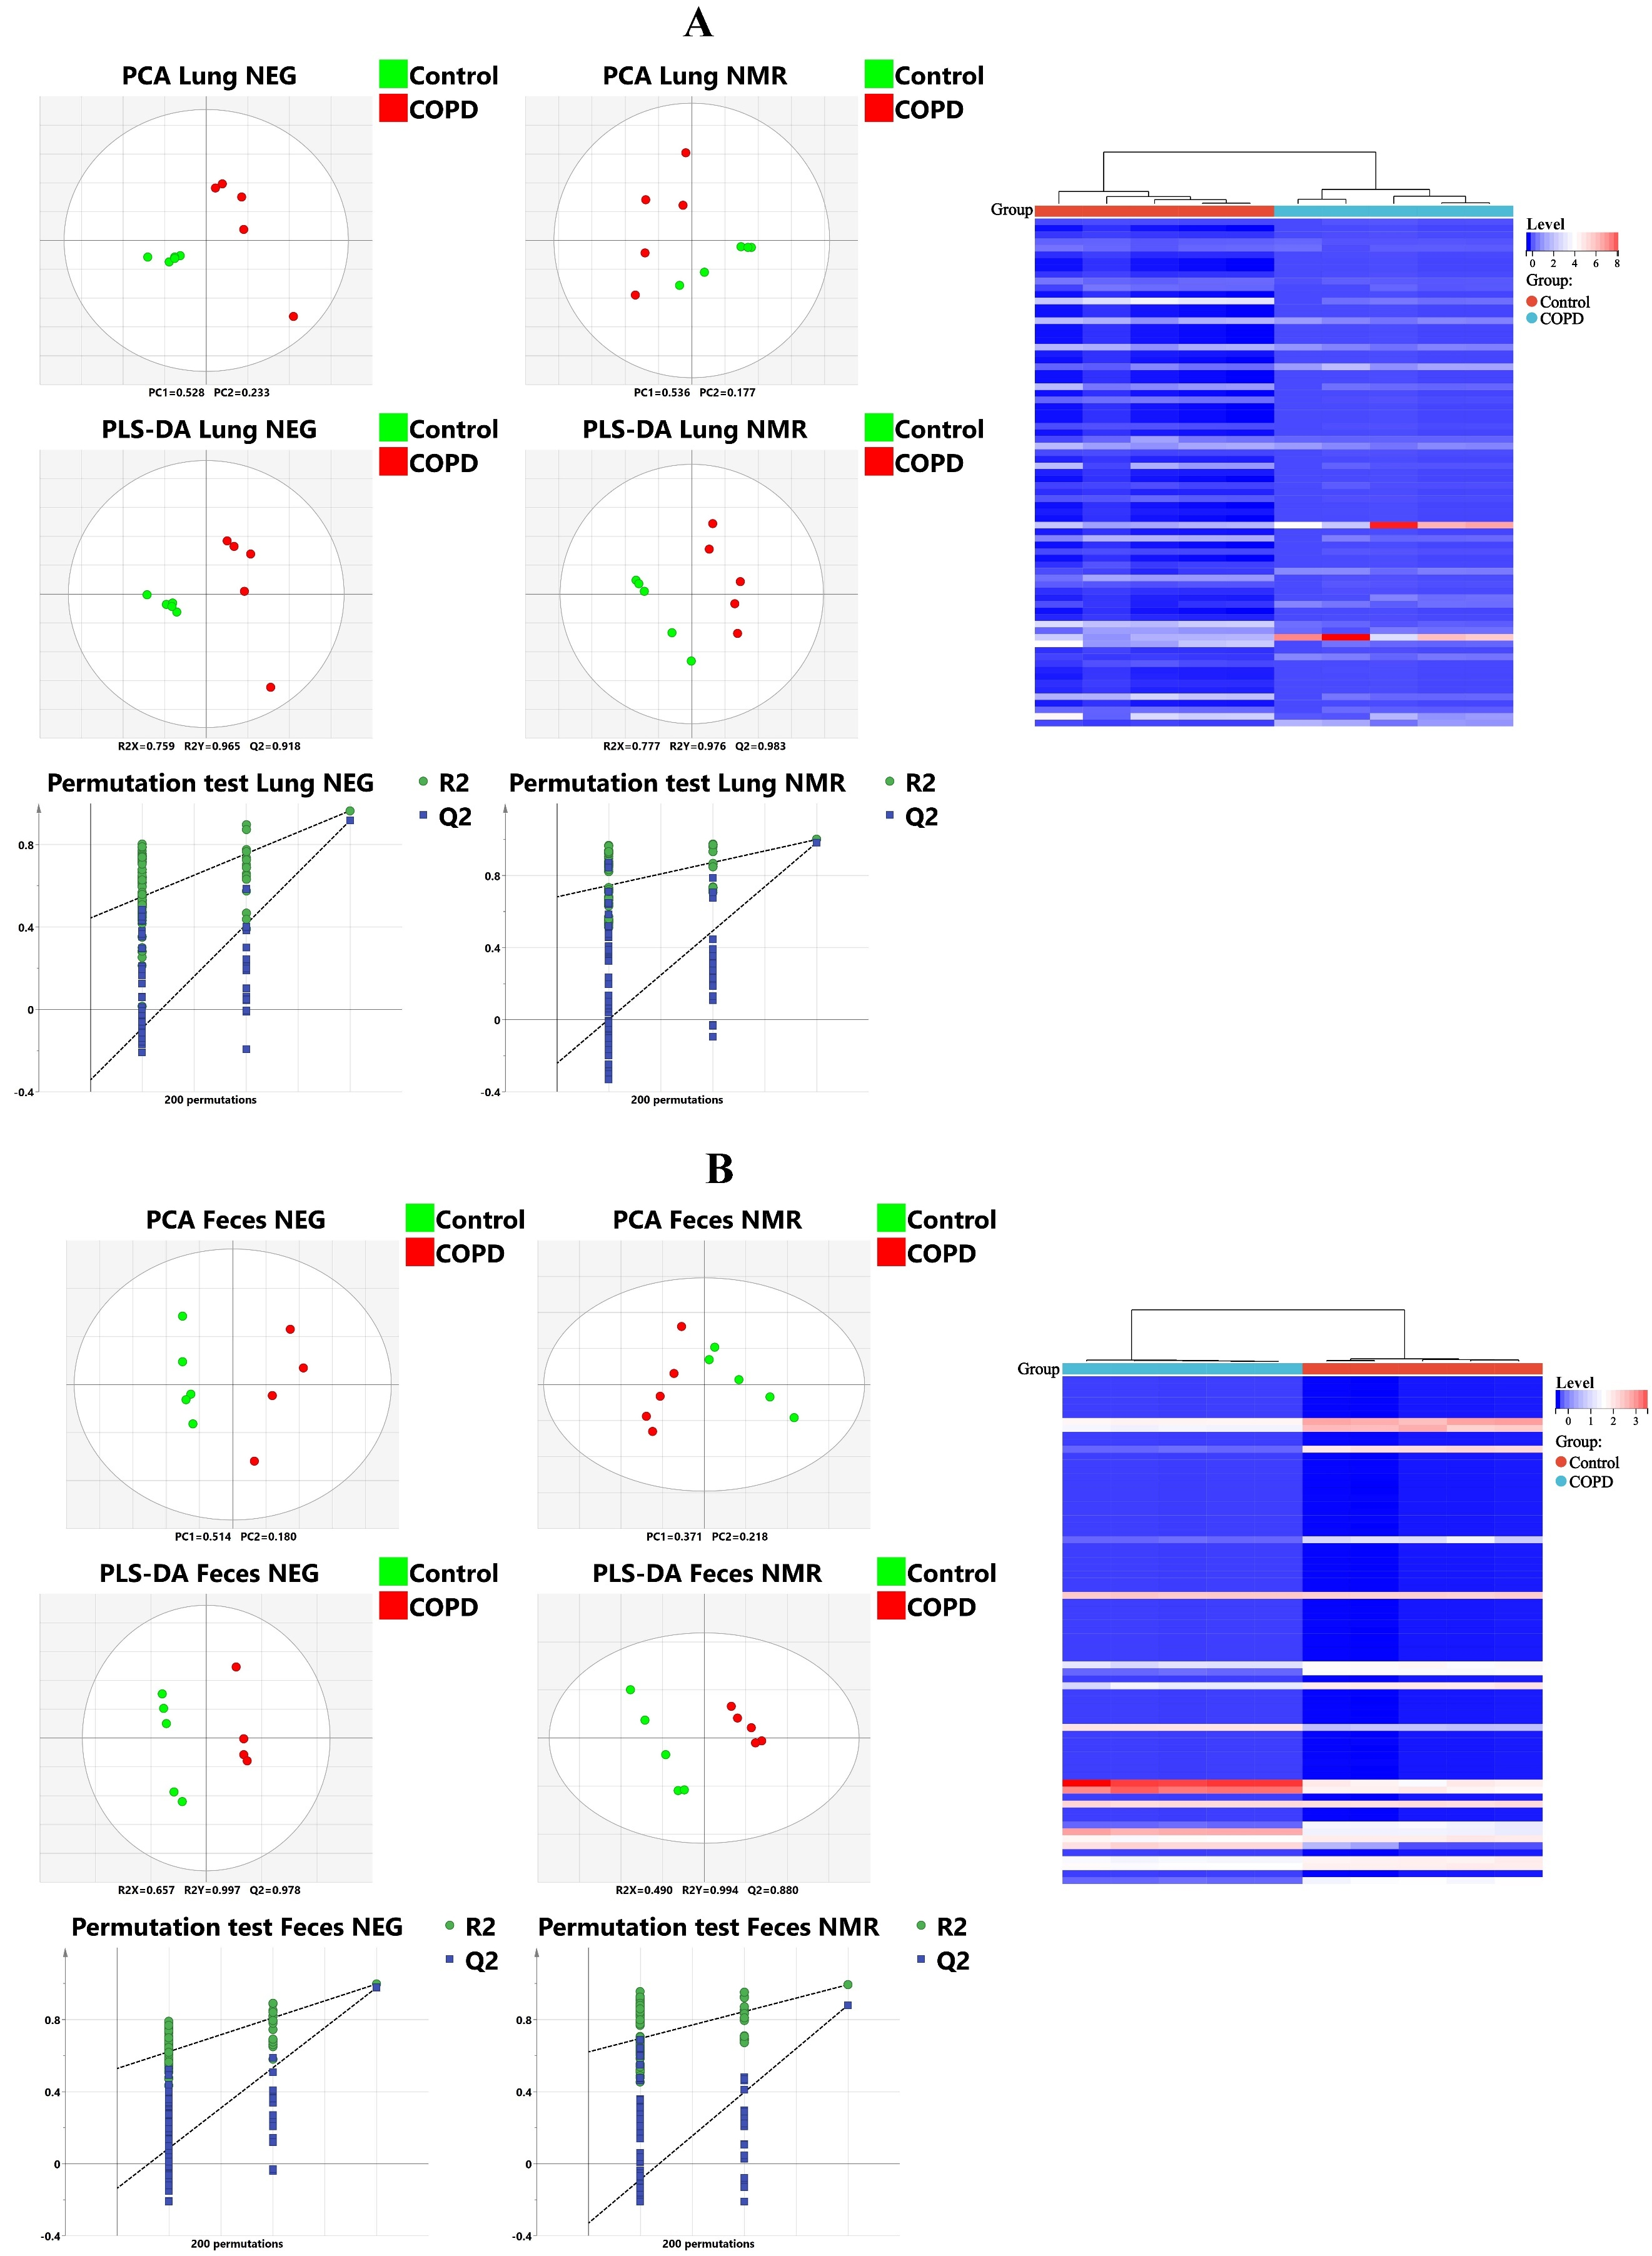 A
PCA Lung NEG
Control
COPD
PC1=0.528 PC2=0.233
PCA Lung NMR
Control
COPD
PC1=0.536 PC2=0.177
Group
Level
0 2 4 6 8
Group:
Control
COPD
PLS-DA Lung NEG
Control
COPD
R2X=0.759 R2Y=0.965 Q2=0.918
PLS-DA Lung NMR
Control
COPD
R2X=0.777 R2Y=0.976 Q2=0.983
Permutation test Lung NEG
R2
Q2
0.8
0.4
0
-0.4
200 permutations
Permutation test Lung NMR
R2
Q2
0.8
0.4
0
-0.4
200 permutations
B
PCA Feces NEG
Control
COPD
PC1=0.514 PC2=0.180
PCA Feces NMR
Control
COPD
PC1=0.371 PC2=0.218
Group
Level
0 1 2 3
Group:
Control
COPD
PLS-DA Feces NEG
Control
COPD
R2X=0.657 R2Y=0.997 Q2=0.978
PLS-DA Feces NMR
Control
COPD
R2X=0.490 R2Y=0.994 Q2=0.880
Permutation test Feces NEG
R2
Q2
0.8
0.4
0
-0.4
200 permutations
Permutation test Feces NMR
R2
Q2
0.8
0.4
0
-0.4
200 permutations